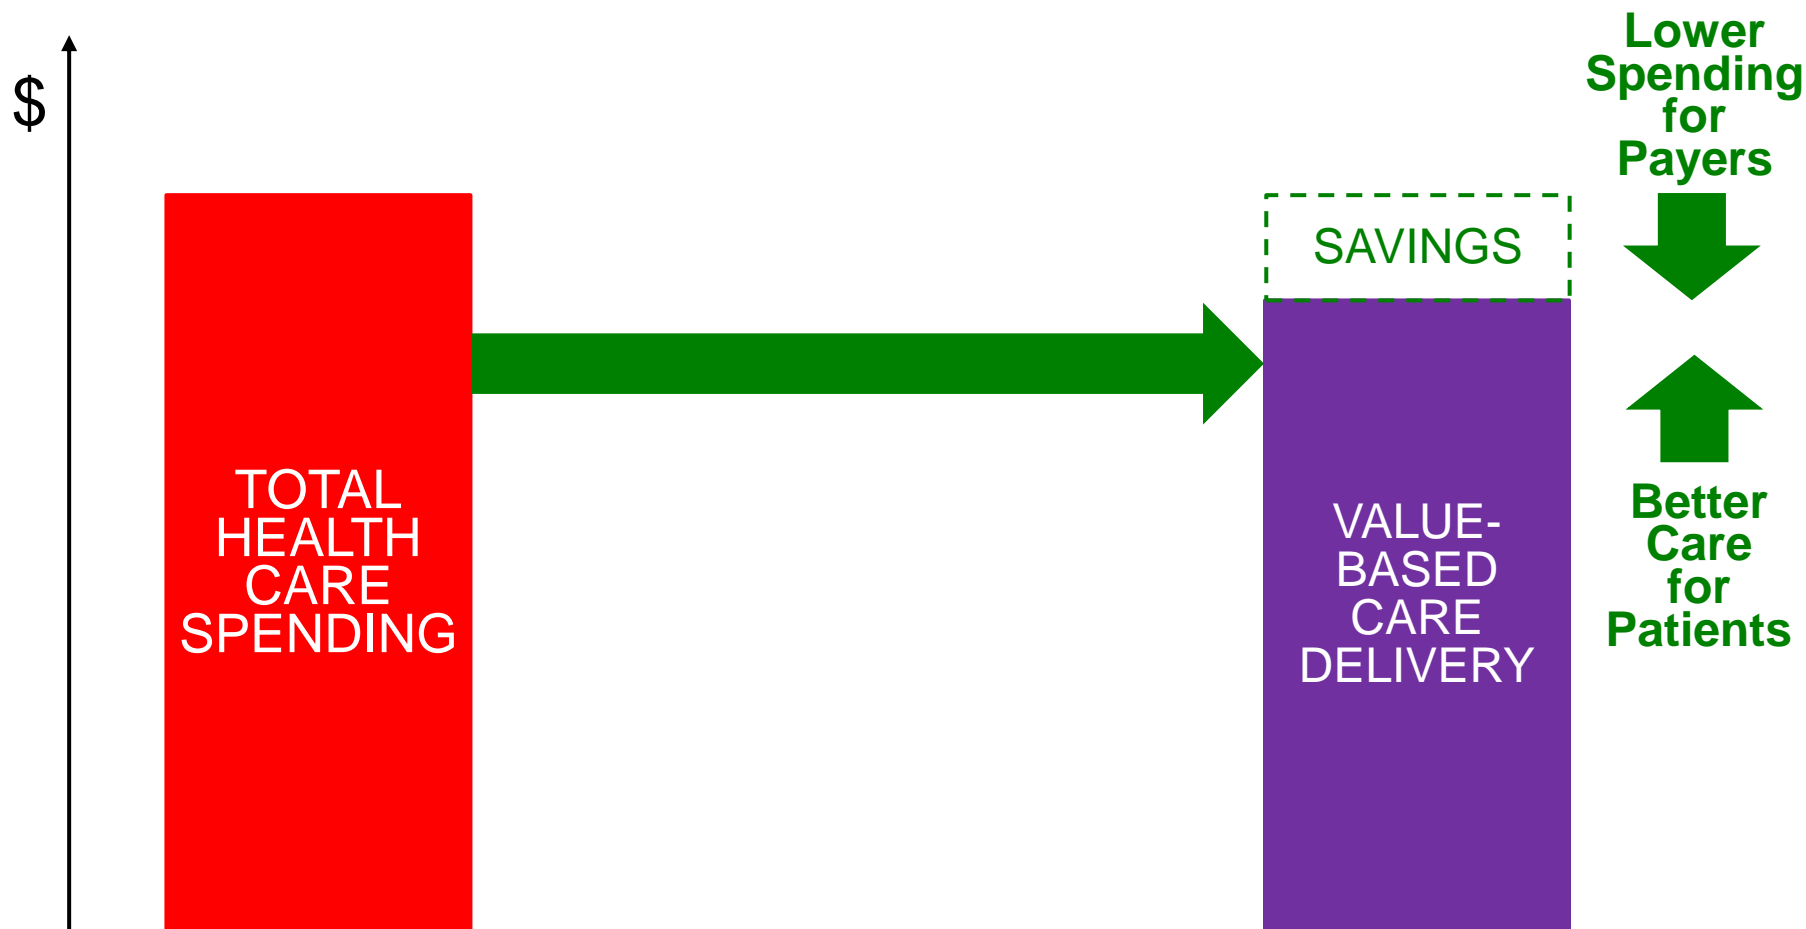 $
TOTAL
HEALTH
CARE
SPENDING
SAVINGS
VALUE-
BASED
CARE
DELIVERY
Lower
Spending
for
Payers
Better
Care
for
Patients